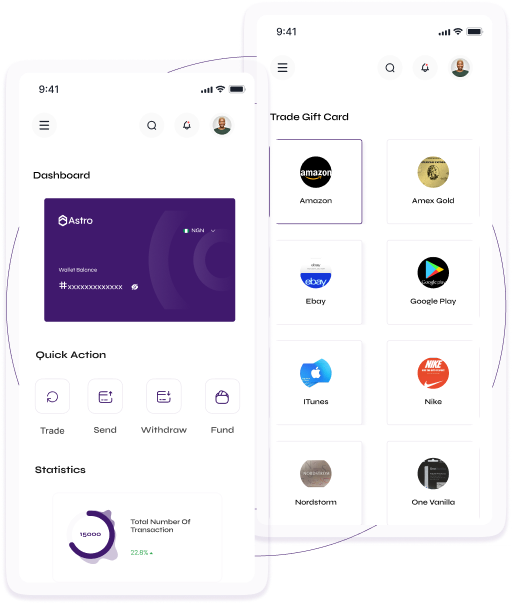 9:41
Dashboard
Astro
NGN
Wallet Balance
#xxxxxxxxxxxxx
Quick Action
Trade
Send
Withdraw
Fund
Statistics
15000
Total Number Of
Transaction
22.8%
9:41
Trade Gift Card
amazon
Amazon
Amex Gold
ebay
ebay
Ebay
Google play
Google Play
ITunes
NIKE
Nike
Nordstorm
One Vanilla